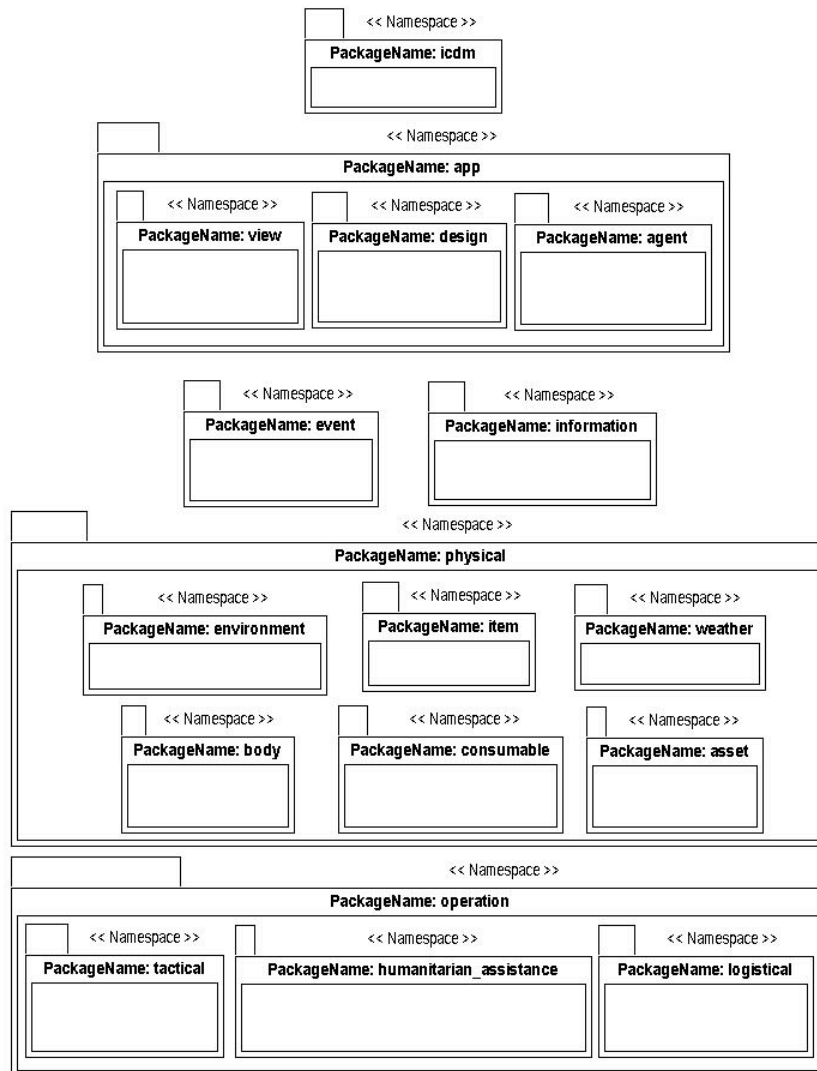 << Namespace >>
PackageName: icdm
<< Namespace >>
PackageName: app
<< Namespace >> << Namespace >> << Namespace >>
PackageName: view PackageName: design PackageName: agent
<< Namespace >> << Namespace >>
PackageName: event PackageName: information
<< Namespace >>
PackageName: physical
<< Namespace >> << Namespace >> << Namespace >>
PackageName: environment PackageName: item PackageName: weather
<< Namespace >> << Namespace >> << Namespace >>
PackageName: body PackageName: consumable PackageName: asset
<< Namespace >>
PackageName: operation
<< Namespace >> << Namespace >> << Namespace >>
PackageName: tactical PackageName: humanitarian_assistance PackageName: logistical